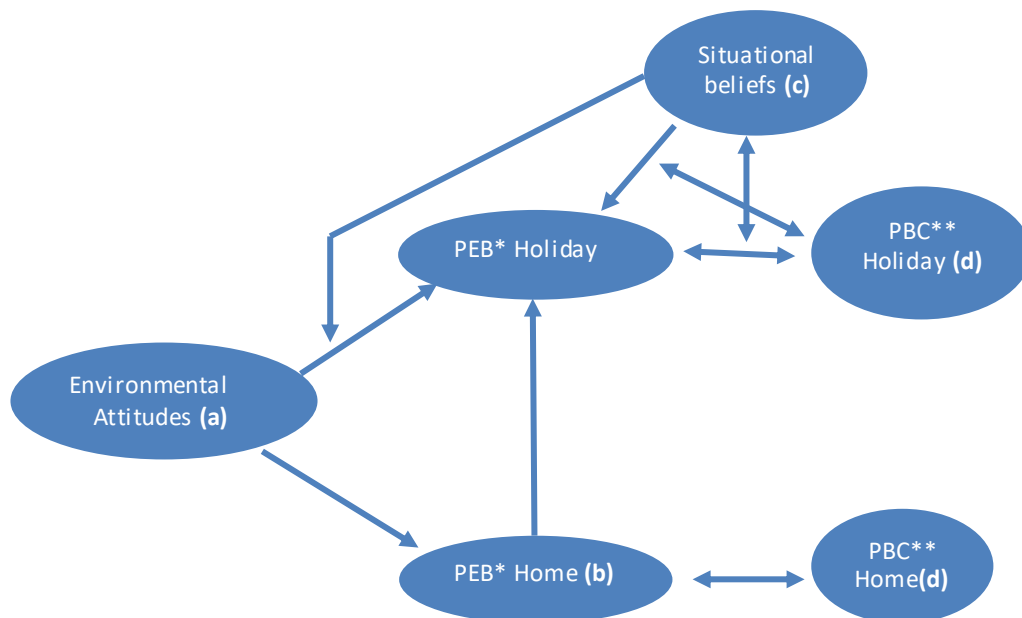 Situational
beliefs (c)
PEB* Holiday
PBC**
Holiday (d)
Environmental
Attitudes (a)
PEB* Home (b)
PBC**
Home(d)